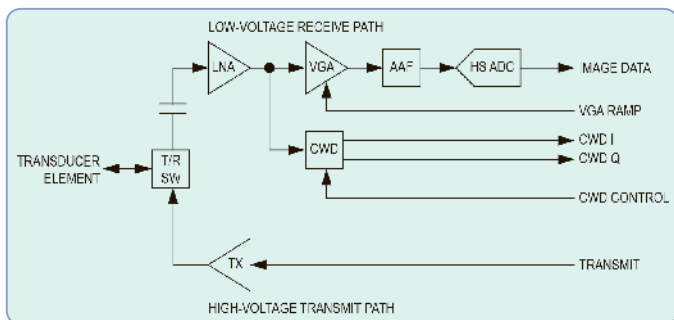 LOW-VOLTAGE RECEIVE PATH
LNA
VGA
AAF
HS ADC
IMAGE DATA
VGA RAMP
CWD
CWD I
CWD Q
TRANSDUCER
ELEMENT
T/R
SW
CWD CONTROL
TX
TRANSMIT
HIGH-VOLTAGE TRANSMIT PATH